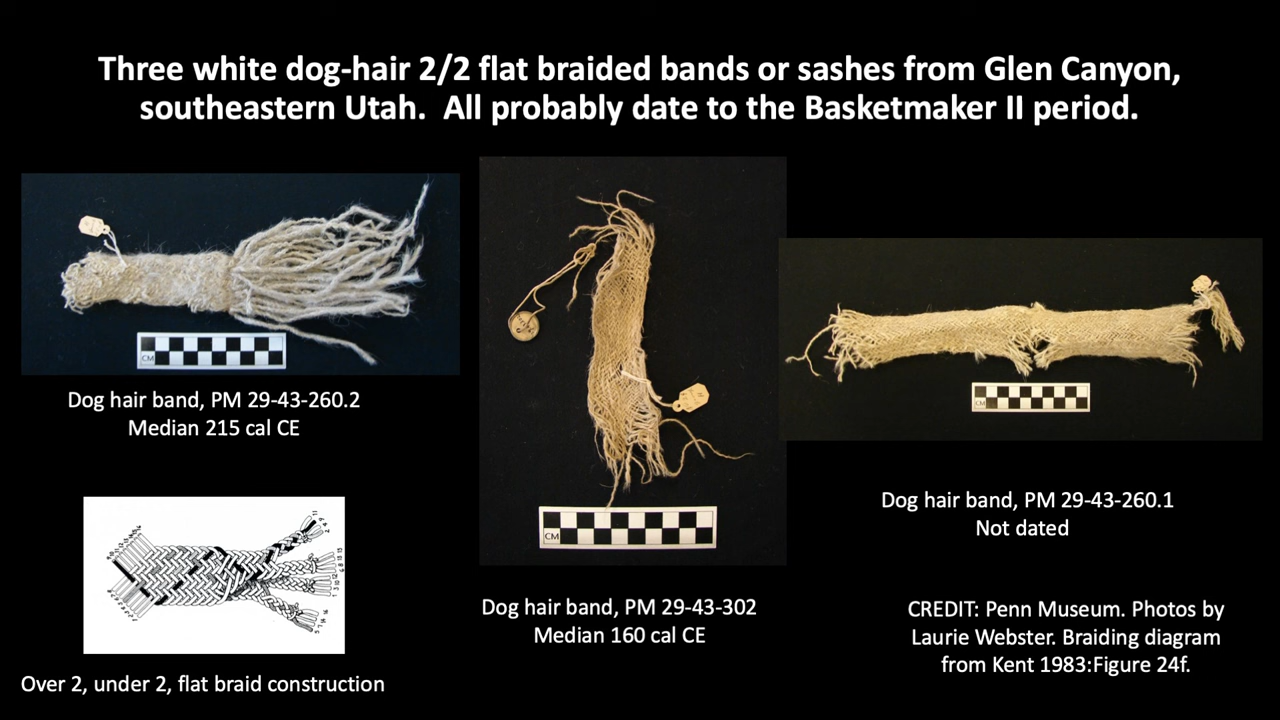 Three white dog-hair 2/2 flat braided bands or sashes from Glen Canyon,
southeastern Utah.  All probably date to the Basketmaker II period.
Dog hair band, PM 29-43-260.2
Median 215 cal CE
CM
Over 2, under 2, flat braid construction
CM
Dog hair band, PM 29-43-302
Median 160 cal CE
CM
Dog hair band, PM 29-43-260.1
Not dated
CREDIT: Penn Museum. Photos by
Laurie Webster. Braiding diagram
from Kent 1983:Figure 24f.